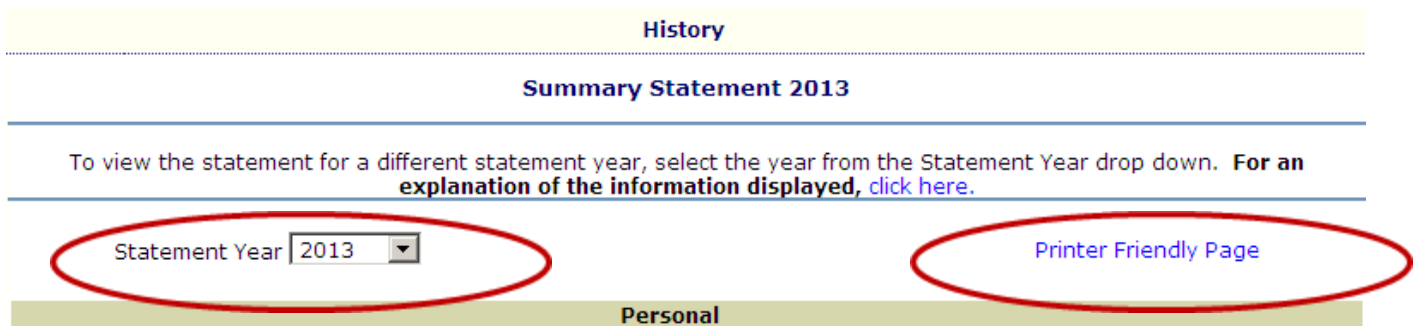 History
Summary Statement 2013
To view the statement for a different statement year, select the year from the Statement Year drop down. For an
explanation of the information displayed, click here.
Statement Year 2013
Printer Friendly Page
Personal